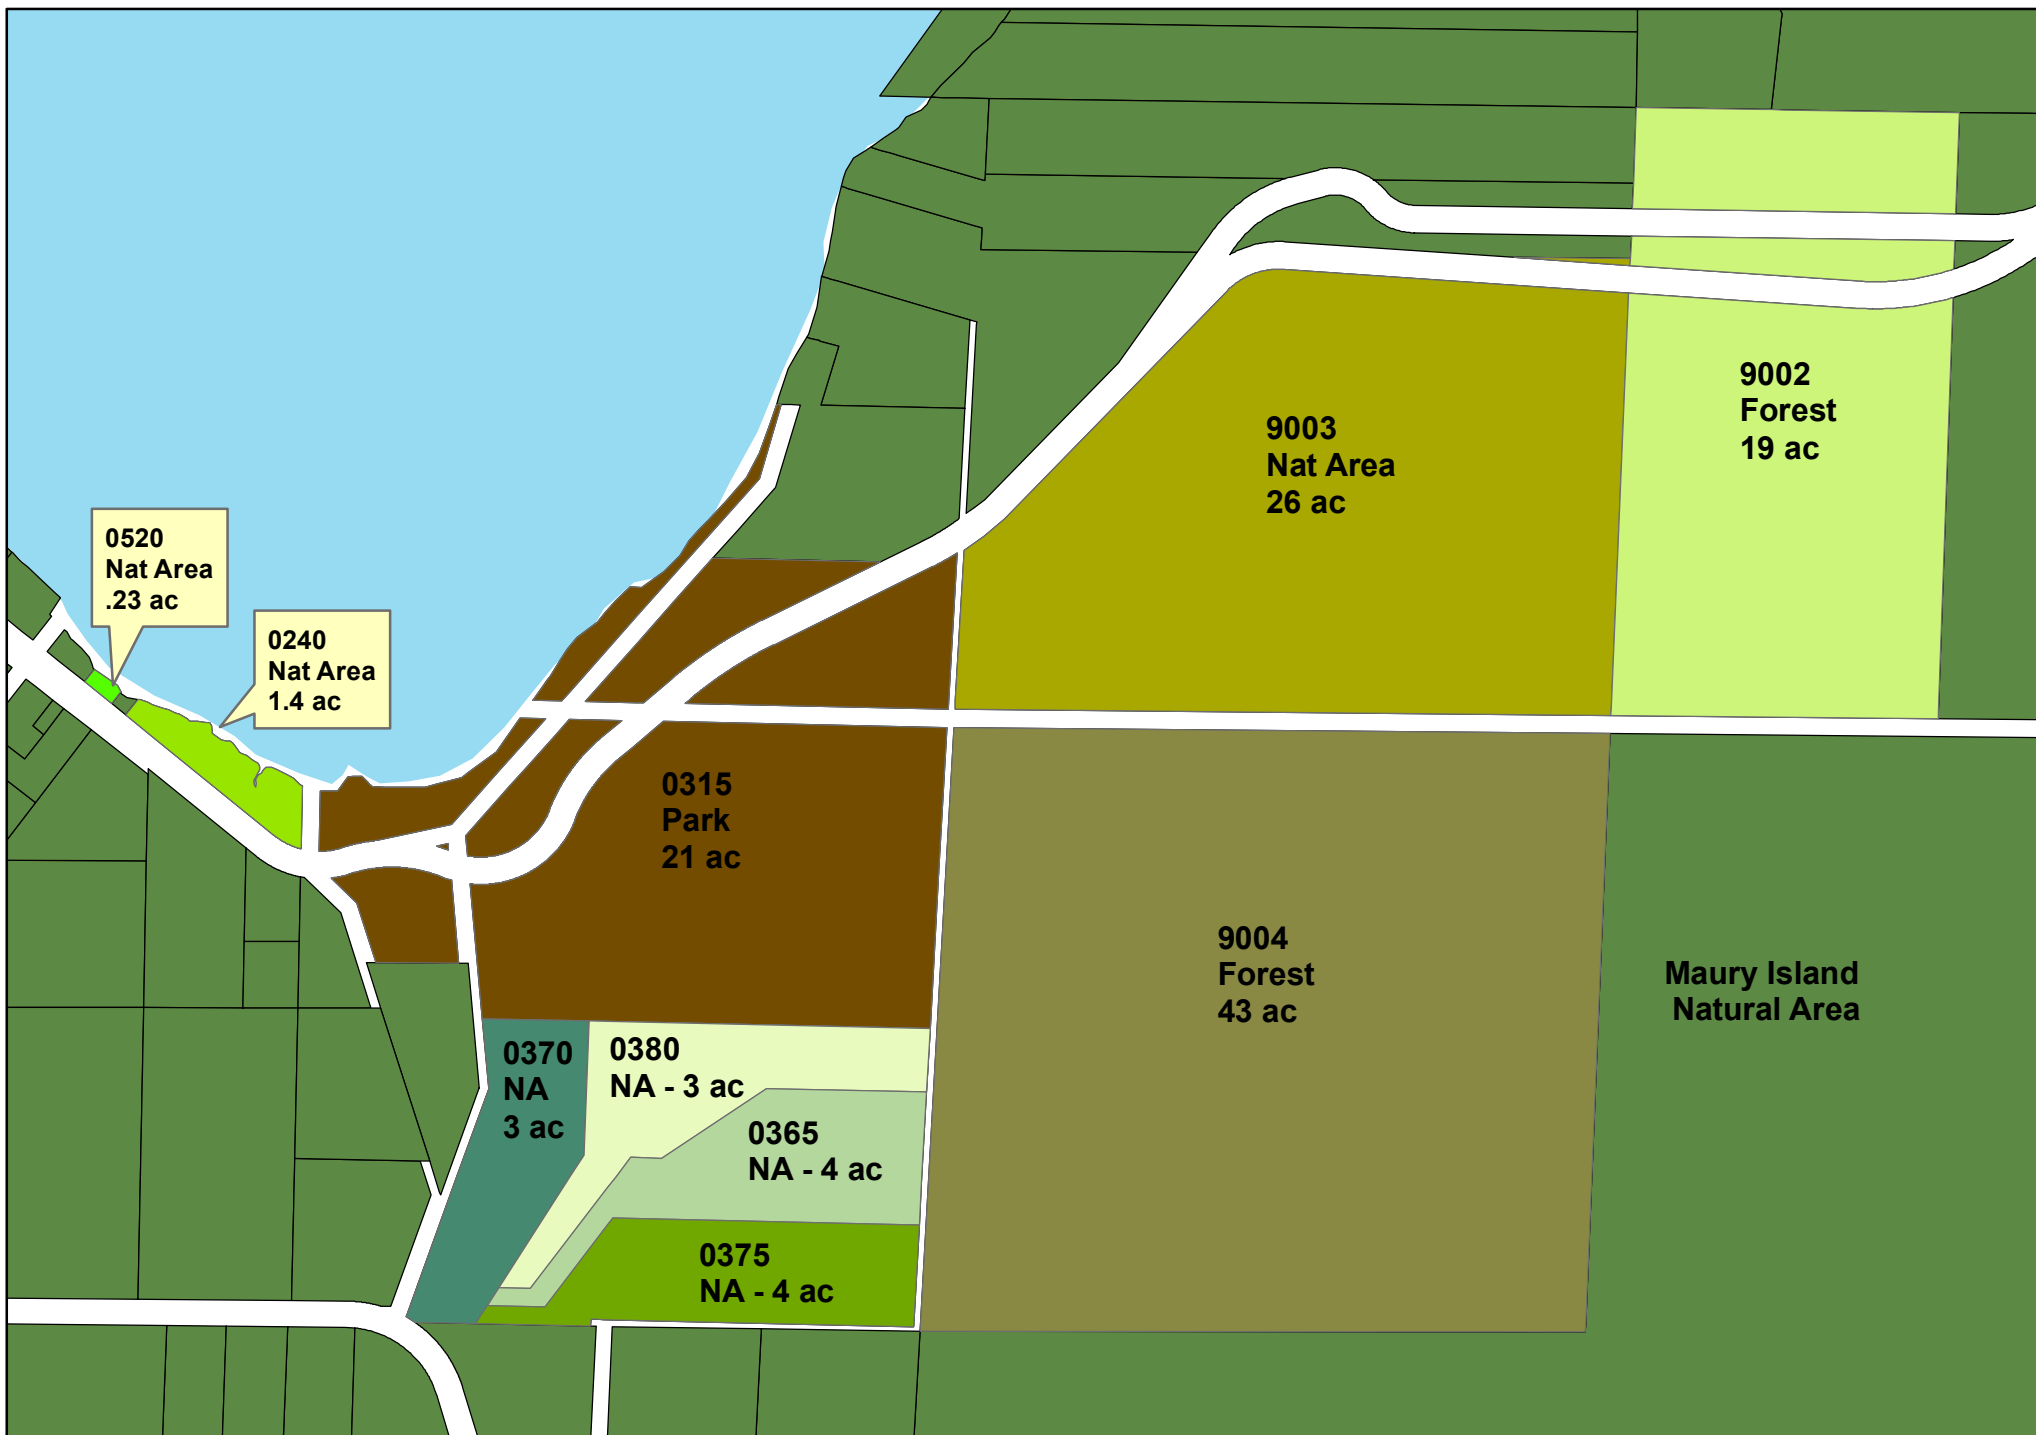 9002
Forest
19 ac
9003
Nat Area
26 ac
0520
Nat Area
.23 ac
0240
Nat Area
1.4 ac
0315
Park
21 ac
9004
Forest
43 ac
Maury Island
Natural Area
0370
NA
3 ac
0380
NA - 3 ac
0365
NA - 4 ac
0375
NA - 4 ac